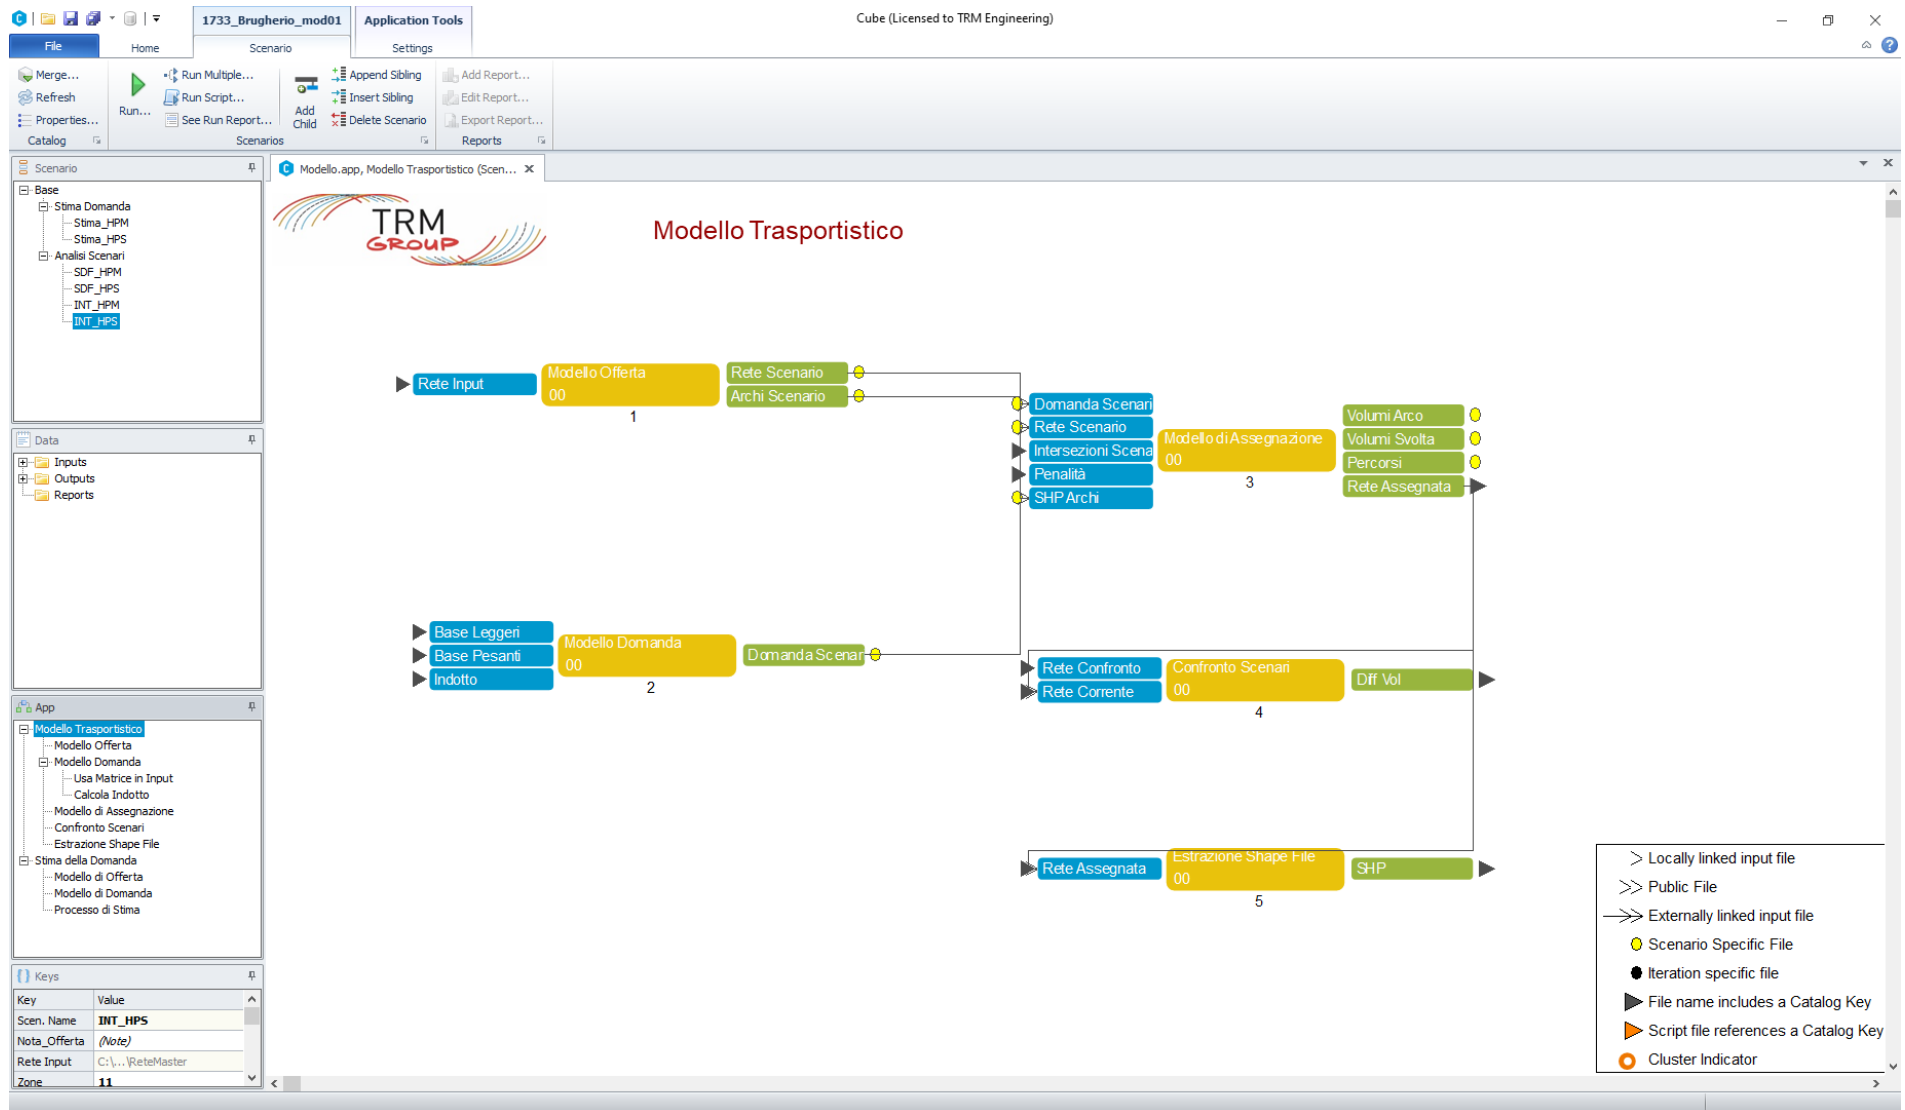 1733_Brugherio_mod01
Application Tools
Cube (Licensed to TRM Engineering)
File
Home
Scenario
Settings
Merge...
Refresh
Properties...
Catalog
Run...
Run Multiple...
Run Script...
See Run Report...
Add
Child
Append Sibling
Insert Sibling
Delete Scenario
Scenarios
Add Report...
Edit Report...
Export Report...
Reports
Scenario
Base
Stima Domanda
Stima_HPM
Stima_HPS
Analisi Scenari
SDF_HPM
SDF_HPS
INT_HPM
INT_HPS
Data
Inputs
Outputs
Reports
App
Modello Trasportistico
Modello Offerta
Modello Domanda
Usa Matrice in Input
Calcola Indotto
Modello di Assegnazione
Confronto Scenari
Estrazione Shape File
Stima della Domanda
Modello di Offerta
Modello di Domanda
Processo di Stima
Keys
Key Value
Scen. Name INT_HPS
Nota_Offerta (Note)
Rete Input C:\...\ReteMaster
Zone 11
Modello.app, Modello Trasportistico (Scen...
TRM
GROUP
Modello Trasportistico
Rete Input
Modello Offerta
00
1
Rete Scenario
Archi Scenario
Base Leggeri
Base Pesanti
Indotto
Modello Domanda
00
2
Domanda Scenar
Domanda Scenari
Rete Scenario
Intersezioni Scena
Penalità
SHP Archi
Modello di Assegnazione
00
3
Volumi Arco
Volumi Svolta
Percorsi
Rete Assegnata
Rete Confronto
Rete Corrente
Confronto Scenari
00
4
Diff Vol
Rete Assegnata
Estrazione Shape File
00
5
SHP
Locally linked input file
Public File
Externally linked input file
Scenario Specific File
Iteration specific file
File name includes a Catalog Key
Script file references a Catalog Key
Cluster Indicator